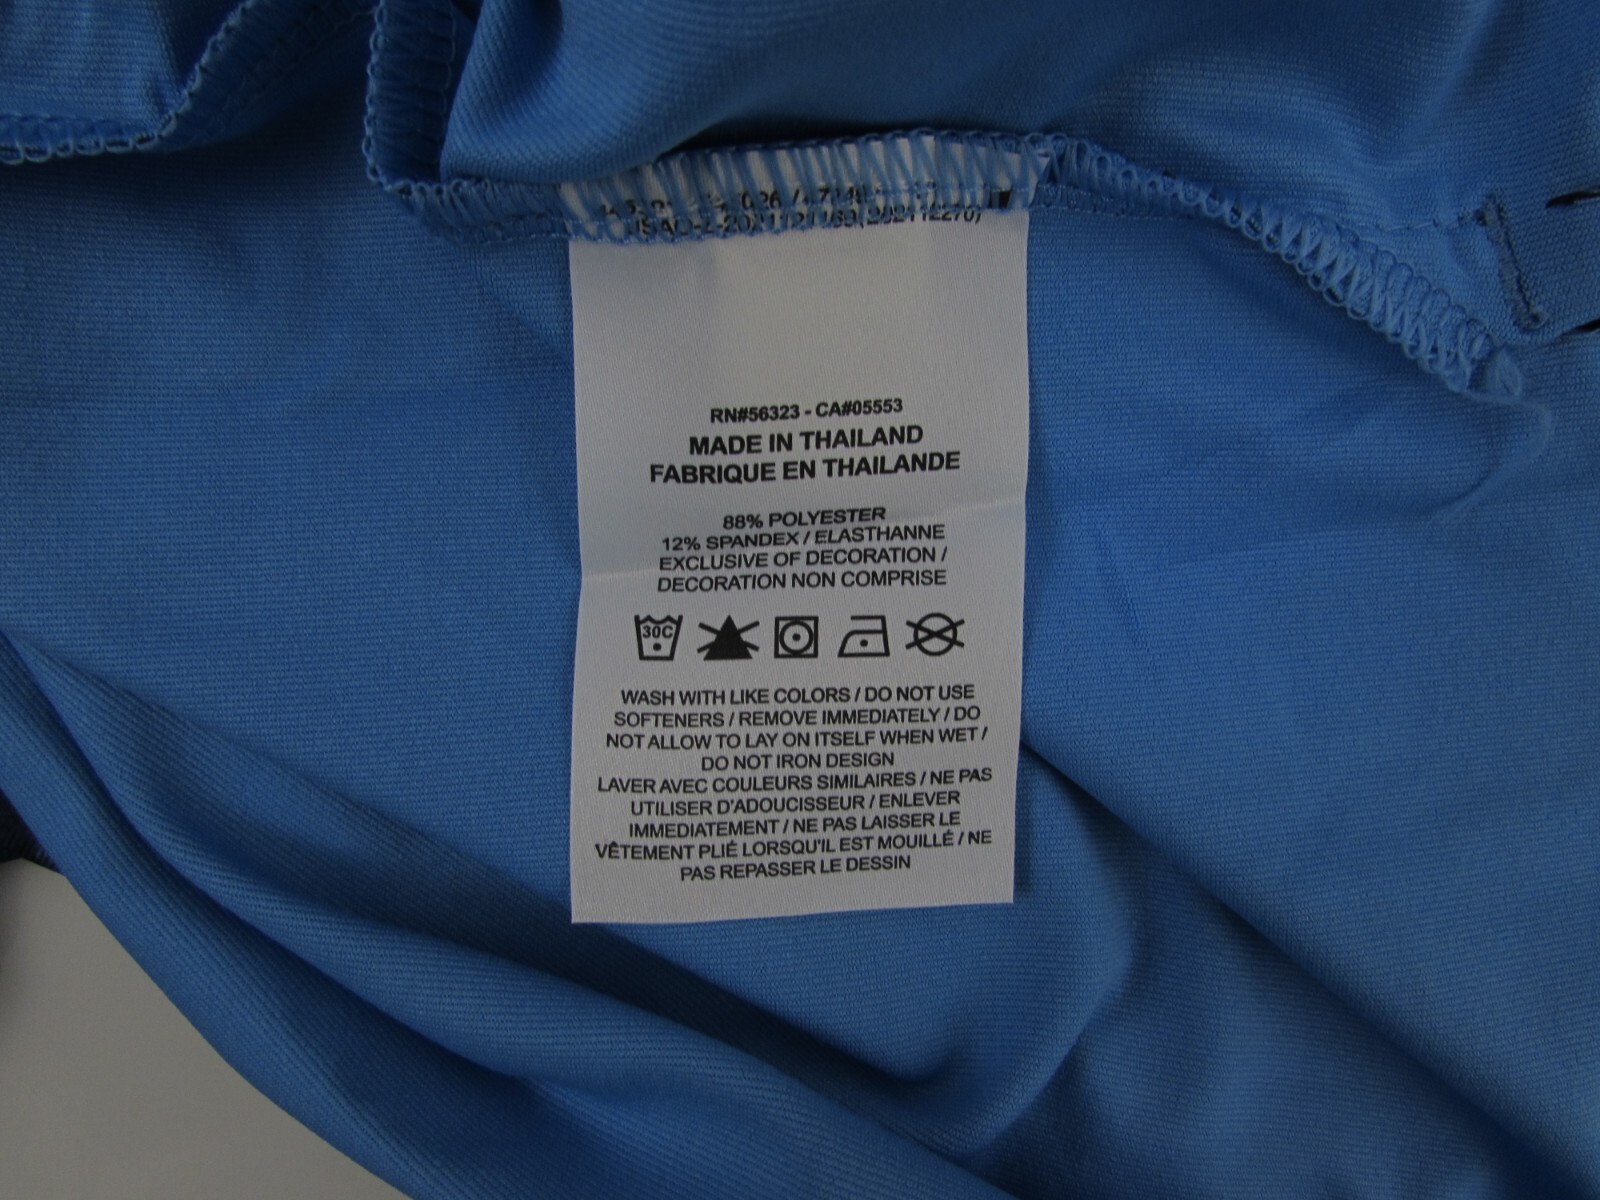 RN#56323 - CA#05553
MADE IN THAILAND
FABRIQUE EN THAILANDE
88% POLYESTER
12% SPANDEX / ELASTHANNE
EXCLUSIVE OF DECORATION /
DECORATION NON COMPRISE
30C
WASH WITH LIKE COLORS / DO NOT USE
SOFTENERS / REMOVE IMMEDIATELY / DO
NOT ALLOW TO LAY ON ITSELF WHEN WET /
DO NOT IRON DESIGN
LAVER AVEC COULEURS SIMILAIRES / NE PAS
UTILISER D'ADOUCISSEUR / ENLEVER
IMMEDIATEMENT / NE PAS LAISSER LE
VÊTEMENT PLIÉ LORSQU'IL EST MOUILLÉ / NE
PAS REPASSER LE DESSIN